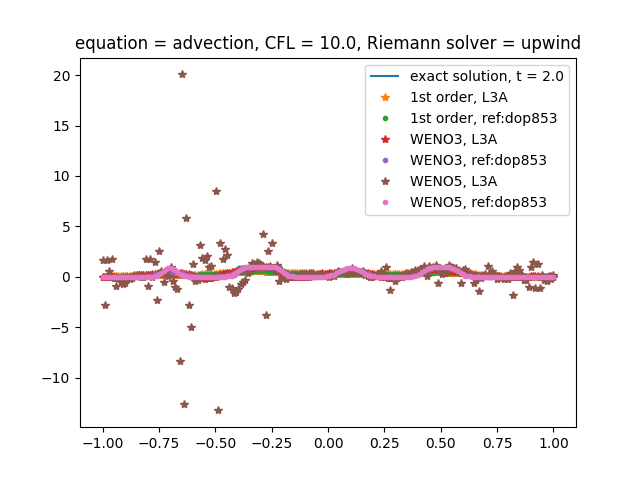 equation = advection, CFL = 10.0, Riemann solver = upwind
exact solution, t = 2.0
1st order, L3A
1st order, ref:dop853
WENO3, L3A
WENO3, ref:dop853
WENO5, L3A
WENO5, ref:dop853
20
15
10
5
0
−5
−10
−1.00 −0.75 −0.50 −0.25 0.00 0.25 0.50 0.75 1.00